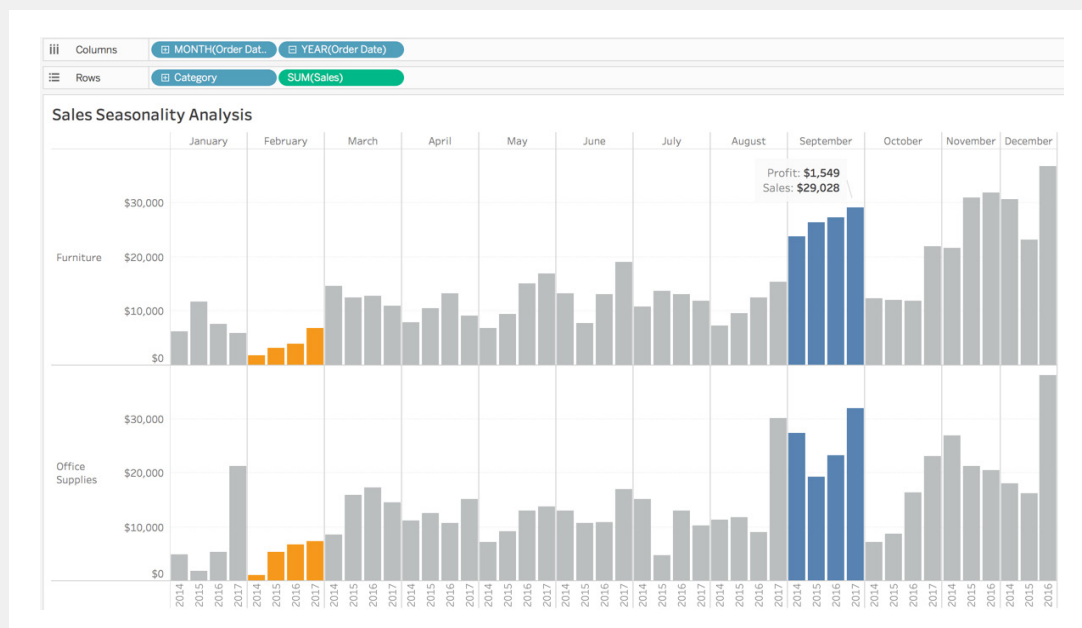 Columns MONTH(Order Dat.. YEAR(Order Date)
Rows Category SUM(Sales)
Sales Seasonality Analysis
January February March April May June July August September October November December
Profit: $1,549
Sales: $29,028
$30,000
Furniture $20,000
$10,000
$0
$30,000
Office
Supplies
$20,000
$10,000
$0
2014 2015 2016 2017 2014 2015 2016 2017 2014 2015 2016 2017 2014 2015 2016 2017 2014 2015 2016 2017 2014 2015 2016 2017 2014 2015 2016 2017 2014 2015 2016 2017 2014 2015 2016 2017 2014 2015 2016 2017 2014 2015 2016 2014 2015 2016